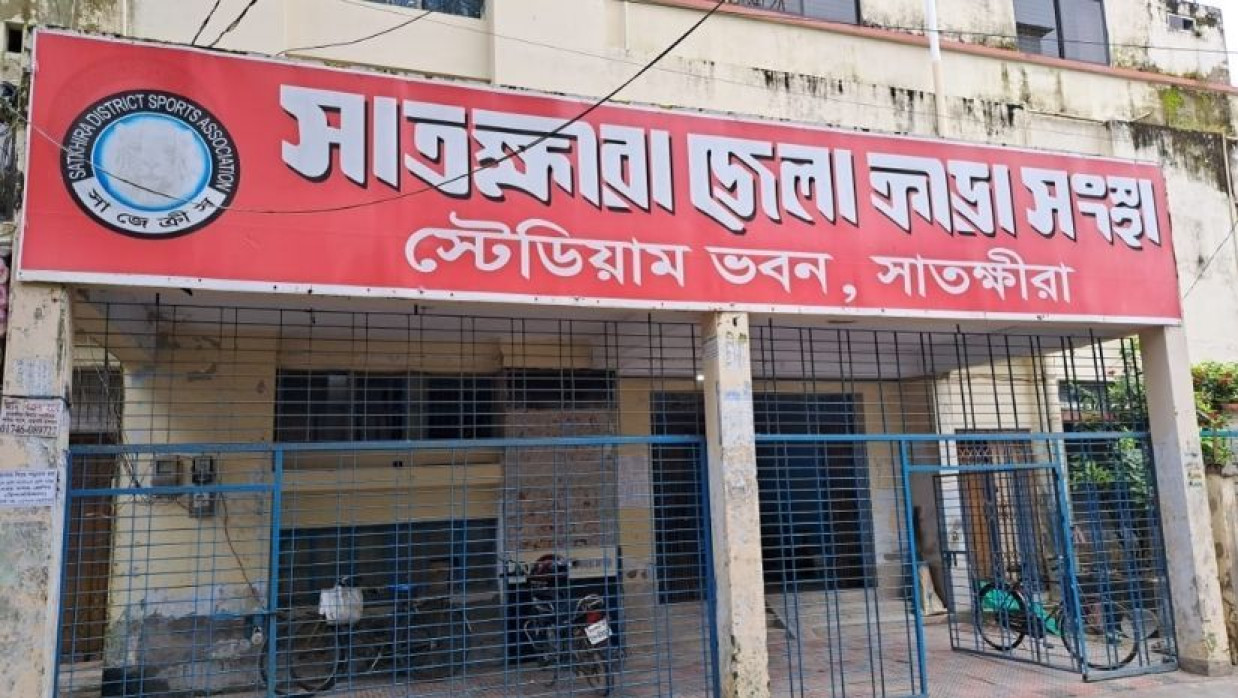 SATKHIRA DISTRICT SPORTS ASSOCIATION
সা জে ক্রী স
সাতক্ষীরা জেলা ক্রীড়া সংস্থা
স্টেডিয়াম ভবন, সাতক্ষীরা